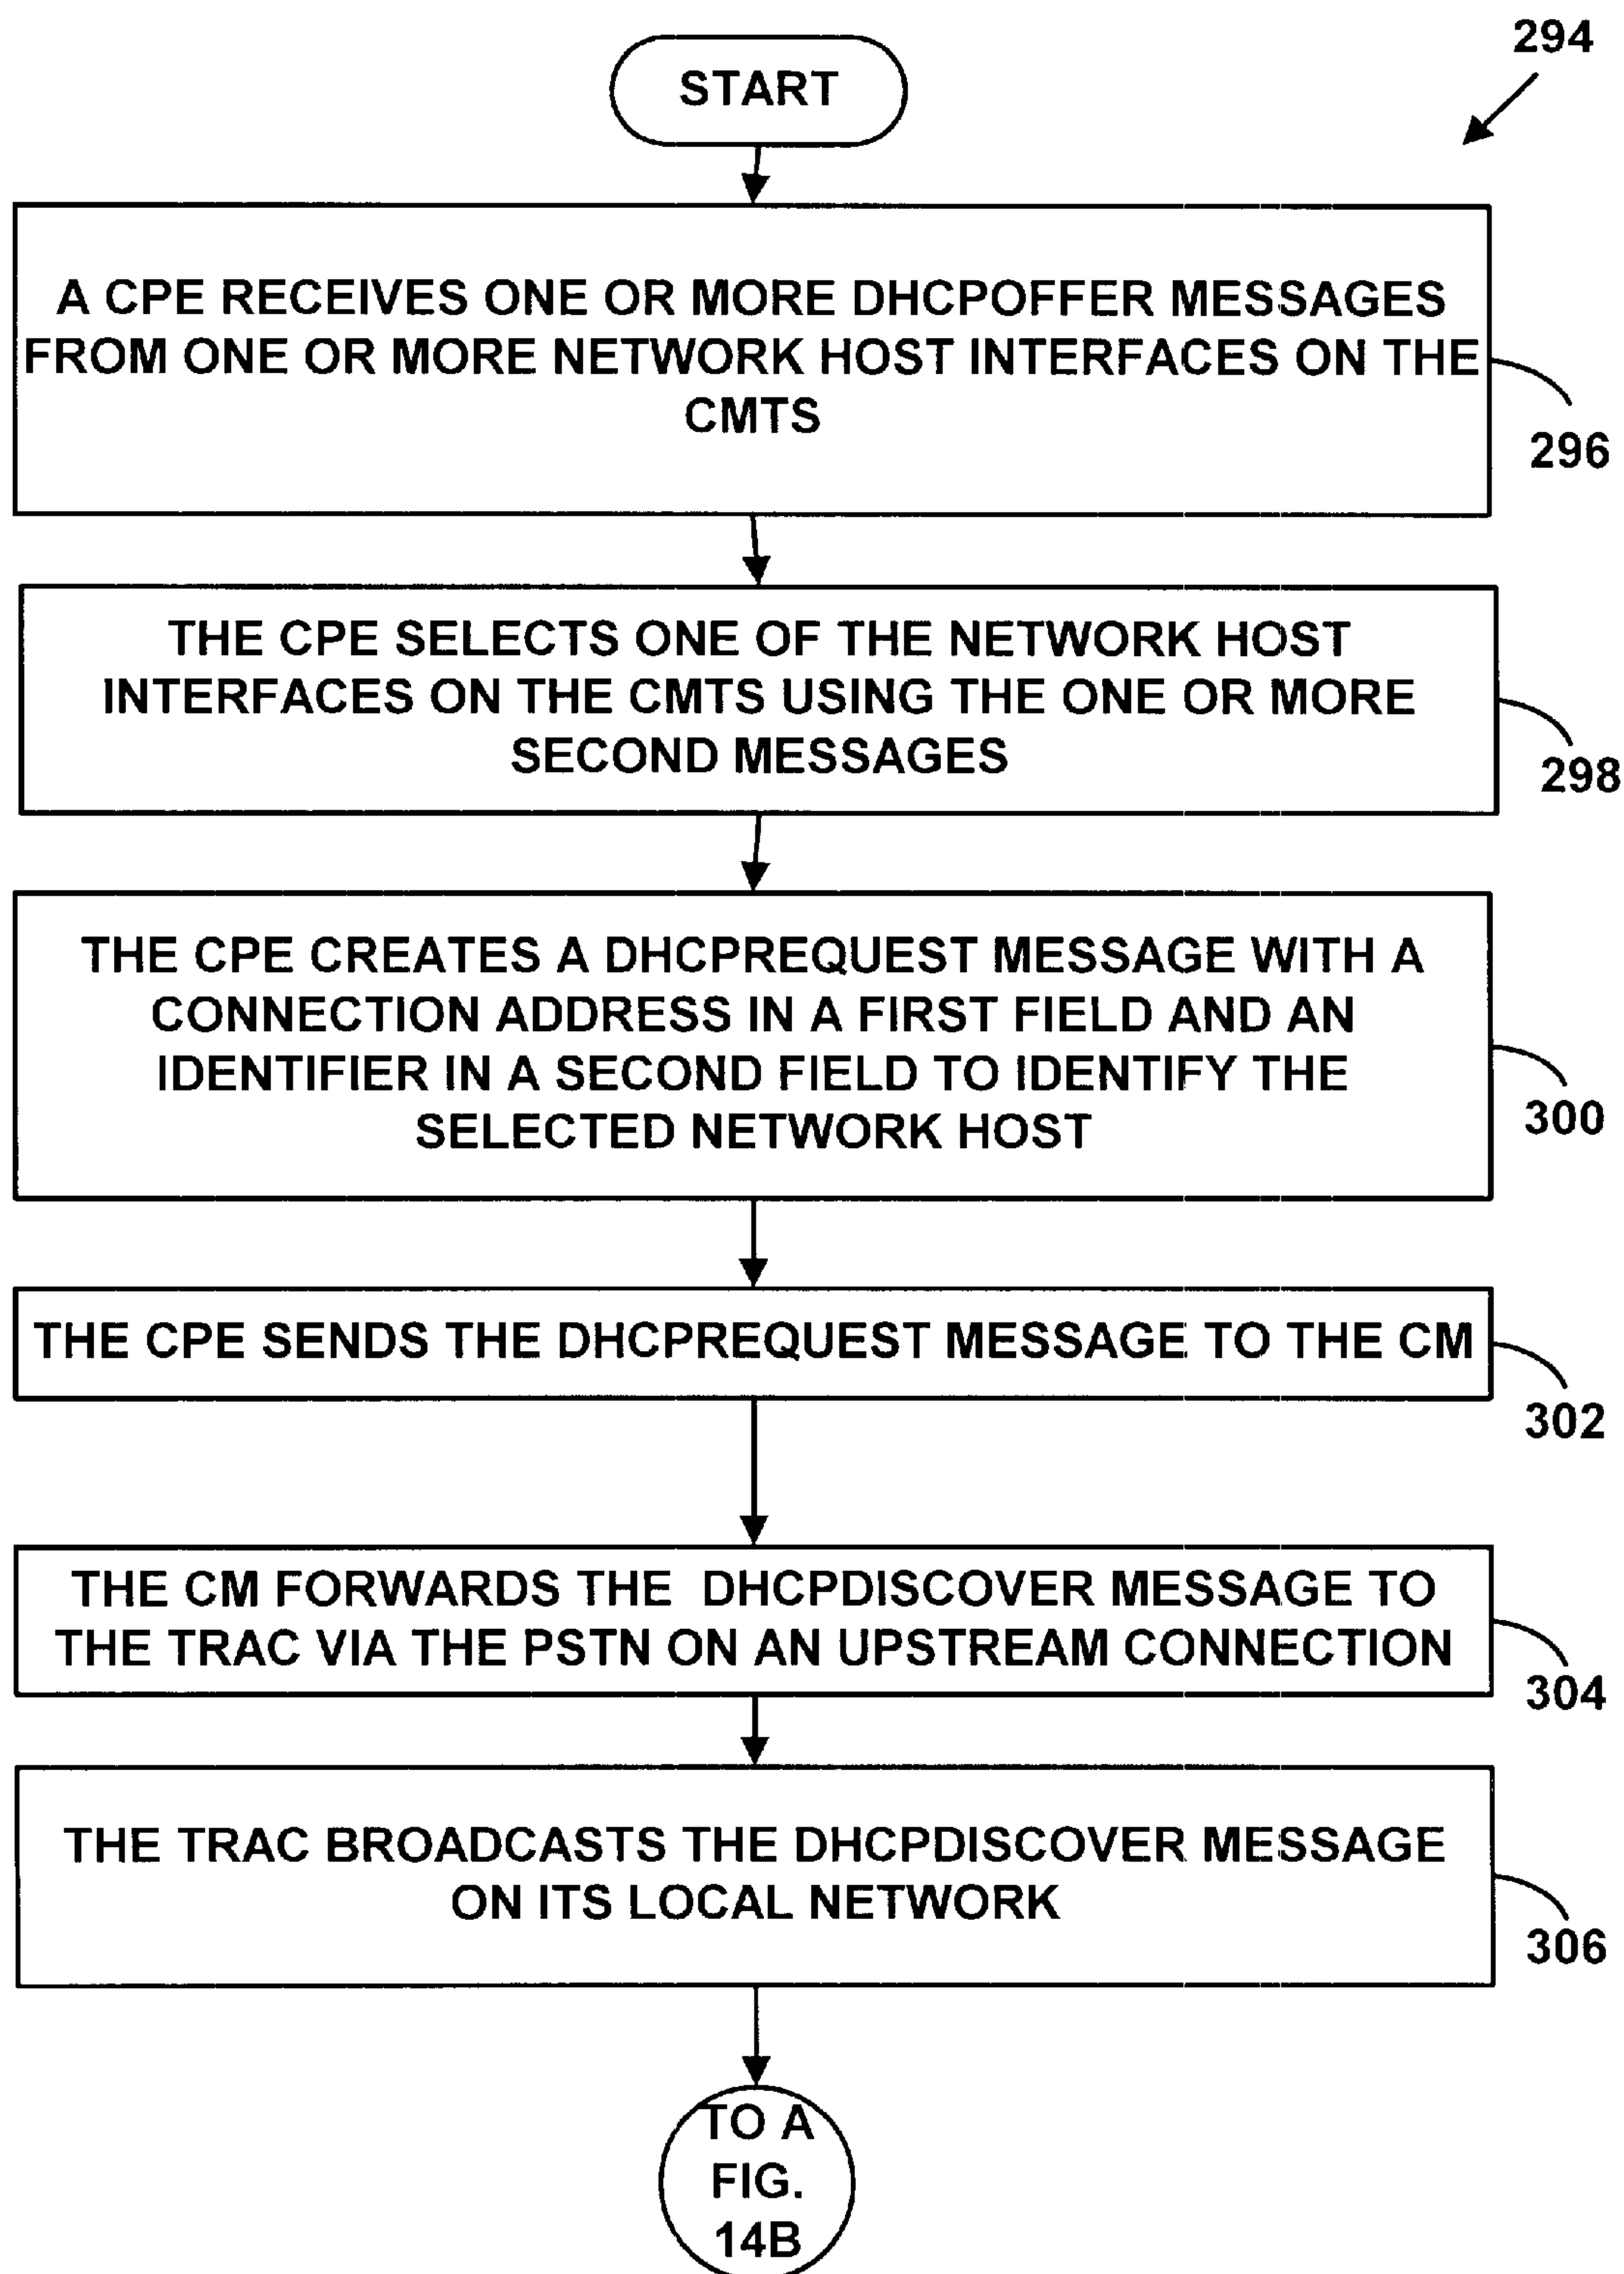 294
START
A CPE RECEIVES ONE OR MORE DHCPOFFER MESSAGES
FROM ONE OR MORE NETWORK HOST INTERFACES ON THE
CMTS
296
THE CPE SELECTS ONE OF THE NETWORK HOST
INTERFACES ON THE CMTS USING THE ONE OR MORE
SECOND MESSAGES
298
THE CPE CREATES A DHCPREQUEST MESSAGE WITH A
CONNECTION ADDRESS IN A FIRST FIELD AND AN
IDENTIFIER IN A SECOND FIELD TO IDENTIFY THE
SELECTED NETWORK HOST
300
THE CPE SENDS THE DHCPREQUEST MESSAGE TO THE CM
302
THE CM FORWARDS THE DHCPDISCOVER MESSAGE TO
THE TRAC VIA THE PSTN ON AN UPSTREAM CONNECTION
304
THE TRAC BROADCASTS THE DHCPDISCOVER MESSAGE
ON ITS LOCAL NETWORK
306
TO A
FIG.
14B